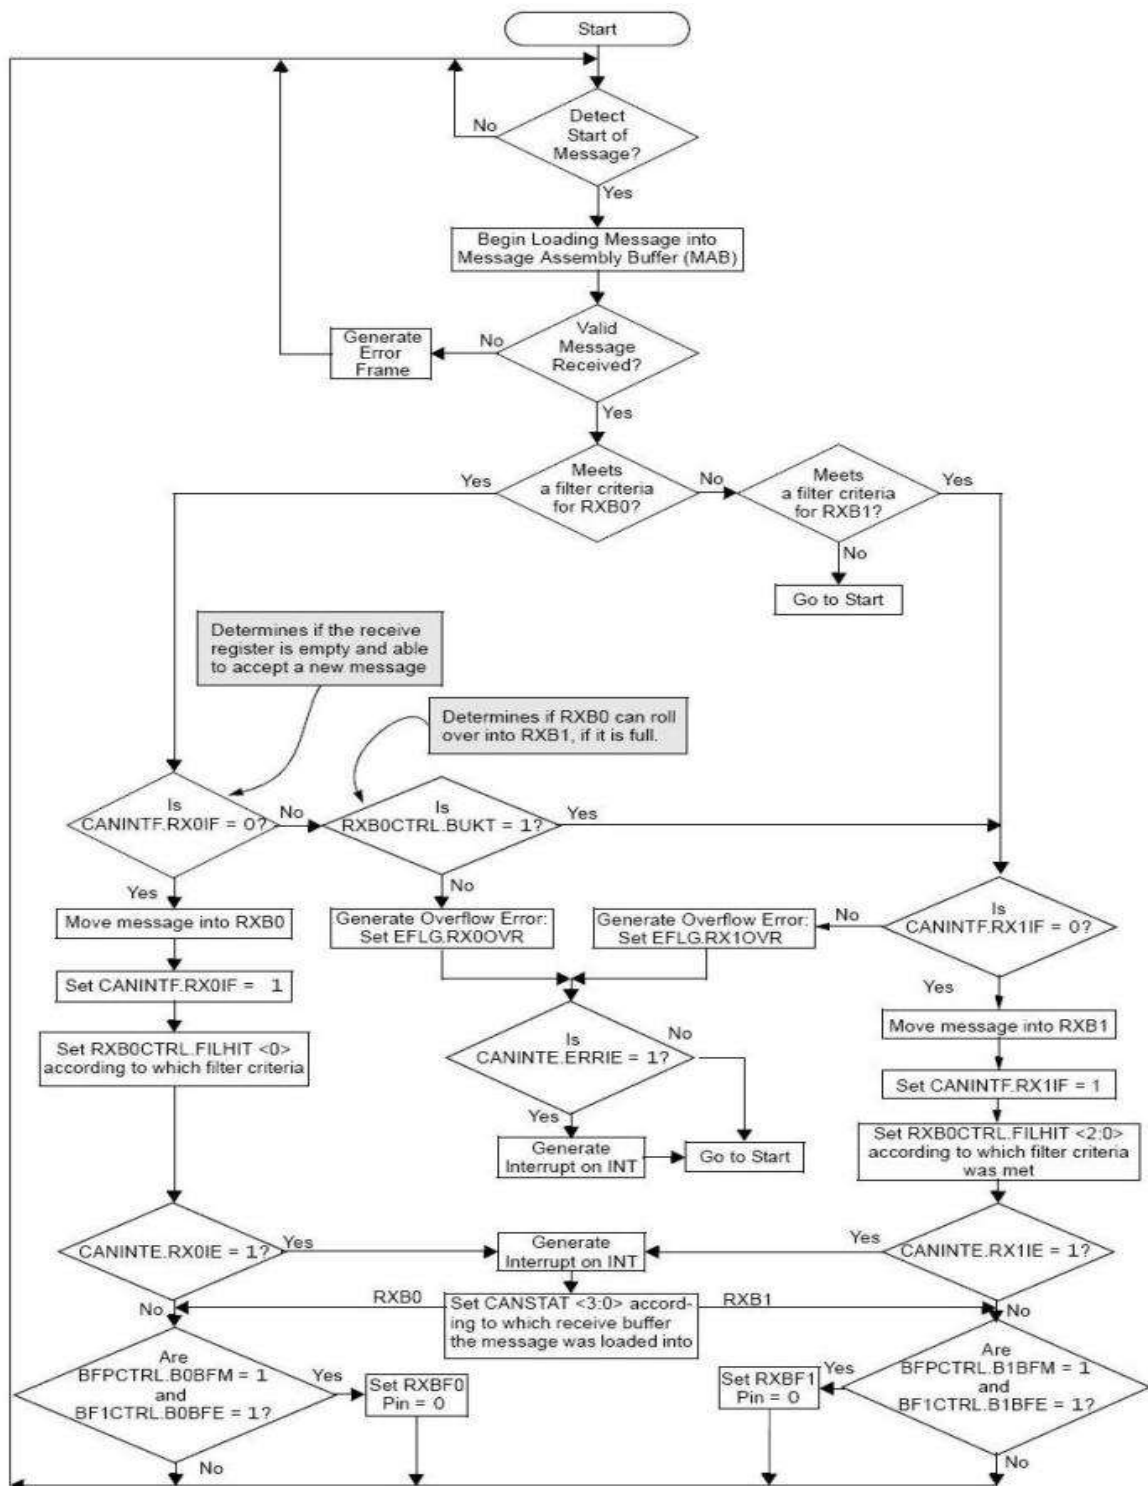 Start
Detect
Start of
Message?
No
Yes
Begin Loading Message into
Message Assembly Buffer (MAB)
Valid
Message
Received?
No
Generate
Error
Frame
Yes
Meets
a filter criteria
for RXB0?
Yes
No
Meets
a filter criteria
for RXB1?
Yes
No
Go to Start
Determines if the receive
register is empty and able
to accept a new message
Determines if RXB0 can roll
over into RXB1, if it is full.
Is
CANINTF.RX0IF = 0?
No
Is
RXB0CTRL.BUKT = 1?
Yes
Yes
No
Is
CANINTF.RX1IF = 0?
No
Yes
Move message into RXB0
Generate Overflow Error:
Set EFLG.RX0OVR
Generate Overflow Error:
Set EFLG.RX1OVR
Set CANINTF.RX0IF = 1
Move message into RXB1
Set RXB0CTRL.FILHIT <0>
according to which filter criteria
Is
CANINTE.ERRIE = 1?
No
Yes
Set CANINTF.RX1IF = 1
Generate
Interrupt on INT
Go to Start
Set RXB0CTRL.FILHIT <2:0>
according to which filter criteria
was met
CANINTE.RX0IE = 1?
Yes
Generate
Interrupt on INT
Yes
CANINTE.RX1IE = 1?
No
RXB0
Set CANSTAT <3:0> accord-
ing to which receive buffer
the message was loaded into
RXB1
No
Are
BFPCTRL.B0BFM = 1
and
BF1CTRL.B0BFE = 1?
Yes
Set RXBF0
Pin = 0
Set RXBF1
Pin = 0
Yes
Are
BFPCTRL.B1BFM = 1
and
BF1CTRL.B1BFE = 1?
No
No